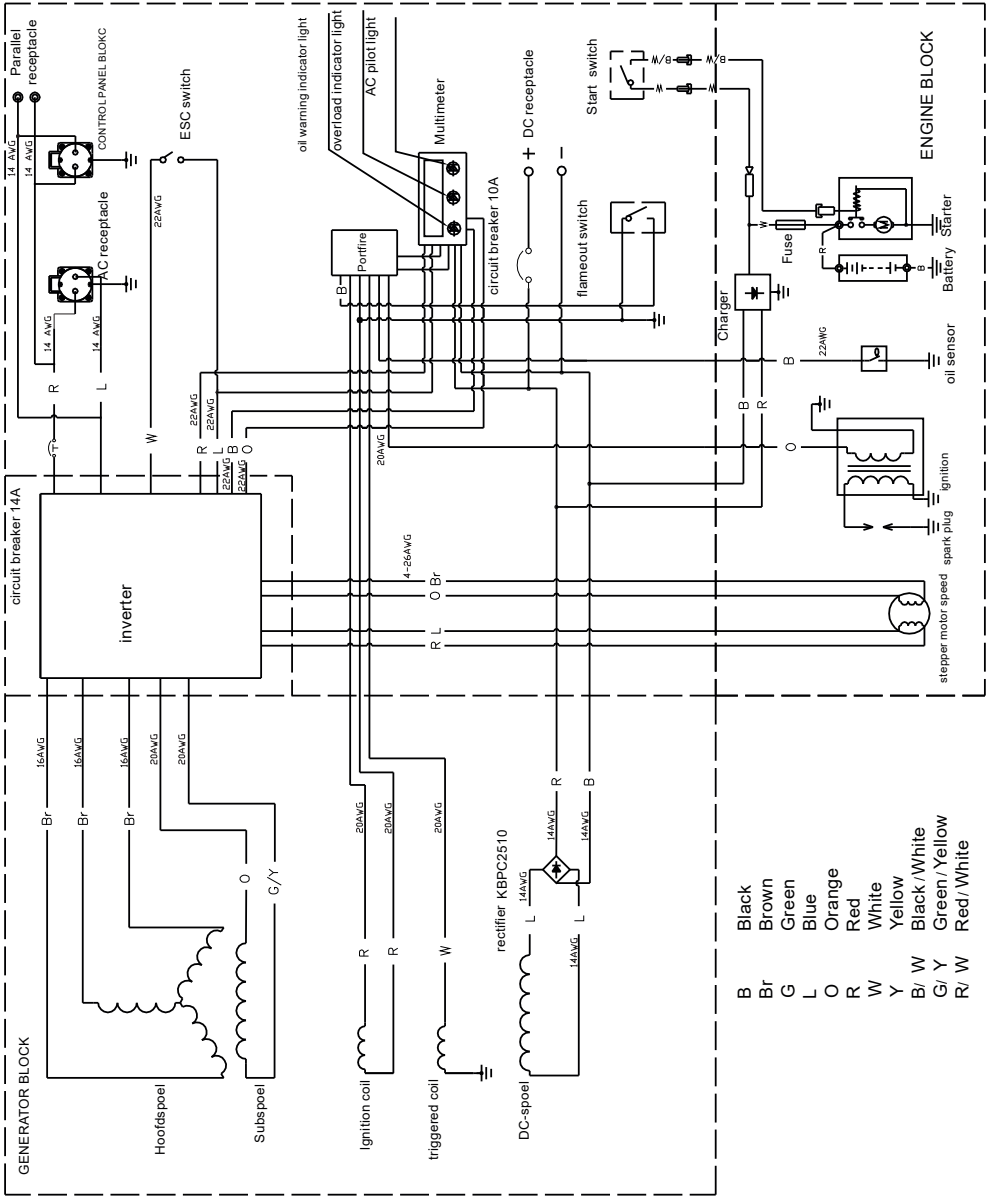 Parallel
receptacle
14 AWG
14 AWG
CONTROL PANEL BLOKC
AC receptacle
14 AWG
14 AWG
R
L
ESC switch
22AWG
W
22AWG
22AWG
22AWG
22AWG
R
L
B
O
circuit breaker 14A
inverter
oil warning indicator light
overload indicator light
AC pilot light
Multimeter
Portfire
B
circuit breaker 10A
DC receptacle
+
–
flameout switch
20AWG
4-26AWG
O Br
R L
Start switch
W/B
W/B
W
W
ENGINE BLOCK
W
Fuse
R
M
Starter
B
Battery
Charger
B
R
B
22AWG
oil sensor
O
ignition
spark plug
stepper motor speed
GENERATOR BLOCK
16AWG
16AWG
16AWG
20AWG
20AWG
Br
Br
Br
O
G/Y
Hoofdspoel
Subspoel
20AWG
20AWG
20AWG
R
R
W
Ignition coil
triggered coil
rectifier KBPC2510
14AWG
14AWG
R
B
14AWG
14AWG
L
L
DC-spoel
B Black
Br Brown
G Green
L Blue
O Orange
R Red
W White
Y Yellow
B/ W Black/White
G/ Y Green/Yellow
R/ W Red/White